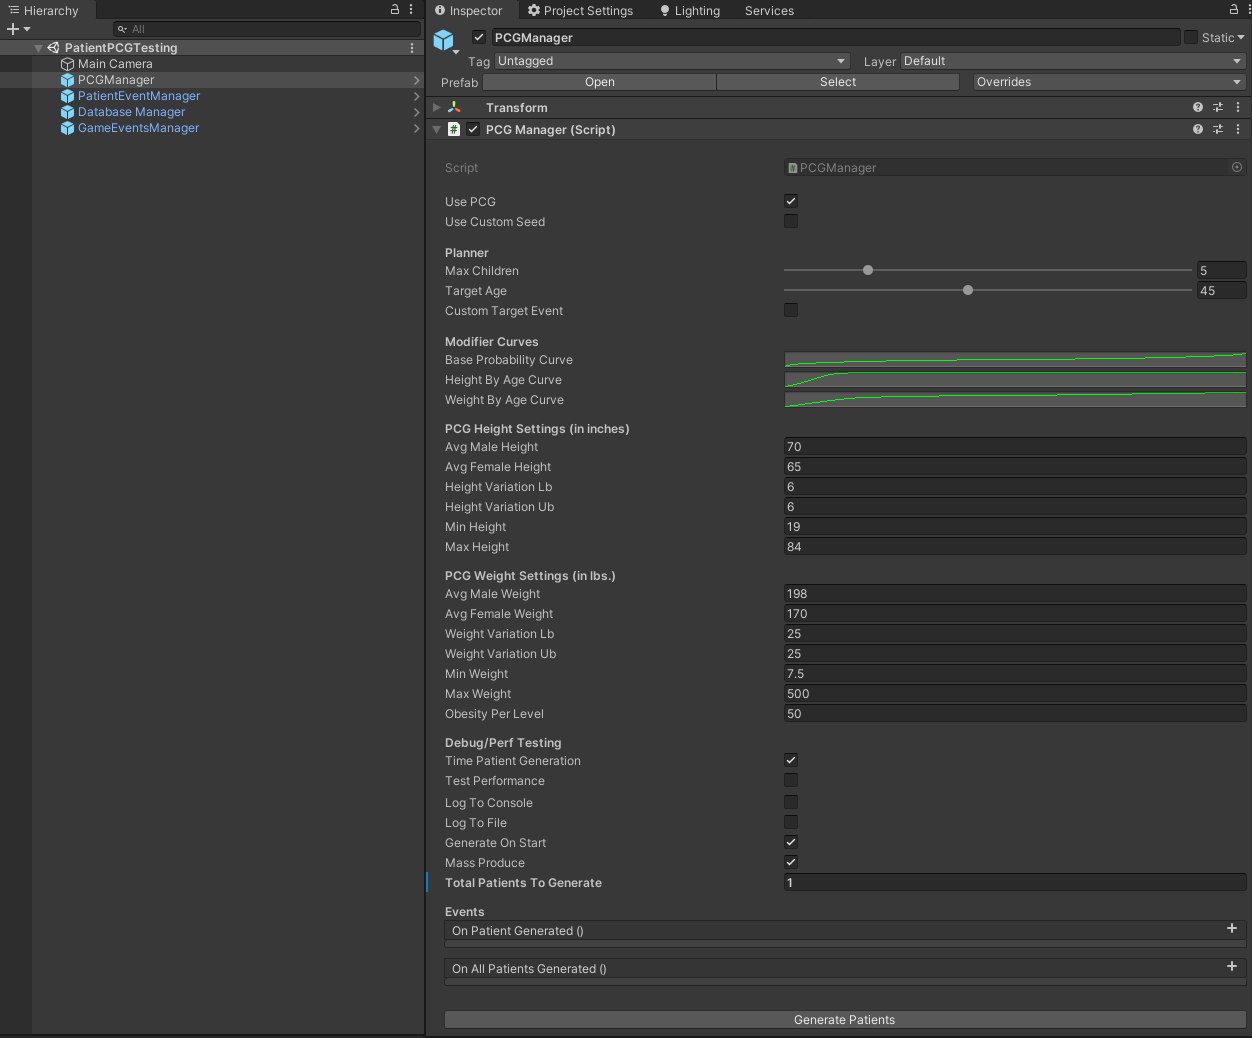 Hierarchy
All
PatientPCGTesting
Main Camera
PCGManager
PatientEventManager
Database Manager
GameEventsManager
Inspector Project Settings Lighting Services
PCGManager Static
Tag Untagged Layer Default
Prefab Open Select Overrides
Transform
# PCG Manager (Script)
Script PCGManager
Use PCG
Use Custom Seed
Planner
Max Children 5
Target Age 45
Custom Target Event
Modifier Curves
Base Probability Curve
Height By Age Curve
Weight By Age Curve
PCG Height Settings (in inches)
Avg Male Height 70
Avg Female Height 65
Height Variation Lb 6
Height Variation Ub 6
Min Height 19
Max Height 84
PCG Weight Settings (in lbs.)
Avg Male Weight 198
Avg Female Weight 170
Weight Variation Lb 25
Weight Variation Ub 25
Min Weight 7.5
Max Weight 500
Obesity Per Level 50
Debug/Perf Testing
Time Patient Generation
Test Performance
Log To Console
Log To File
Generate On Start
Mass Produce
Total Patients To Generate 1
Events
On Patient Generated ()
On All Patients Generated ()
Generate Patients